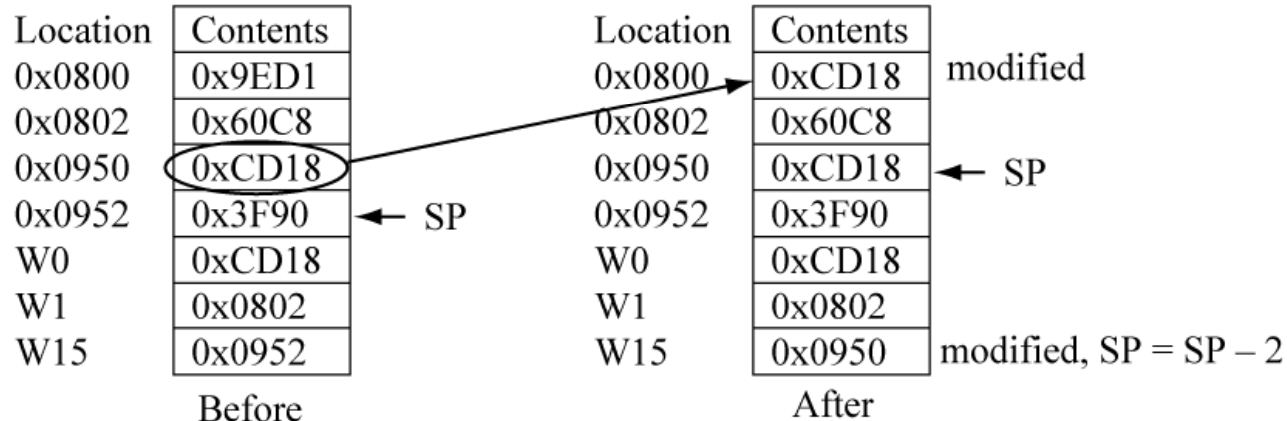 Location Contents Location Contents
0x0800 0x9ED1 0x0800 0xCD18 modified
0x0802 0x60C8 0x0802 0x60C8
0x0950 0xCD18 0x0950 0xCD18 SP
0x0952 0x3F90 SP 0x0952 0x3F90
W0 0xCD18 W0 0xCD18
W1 0x0802 W1 0x0802
W15 0x0952 W15 0x0950 modified, SP = SP – 2
Before After